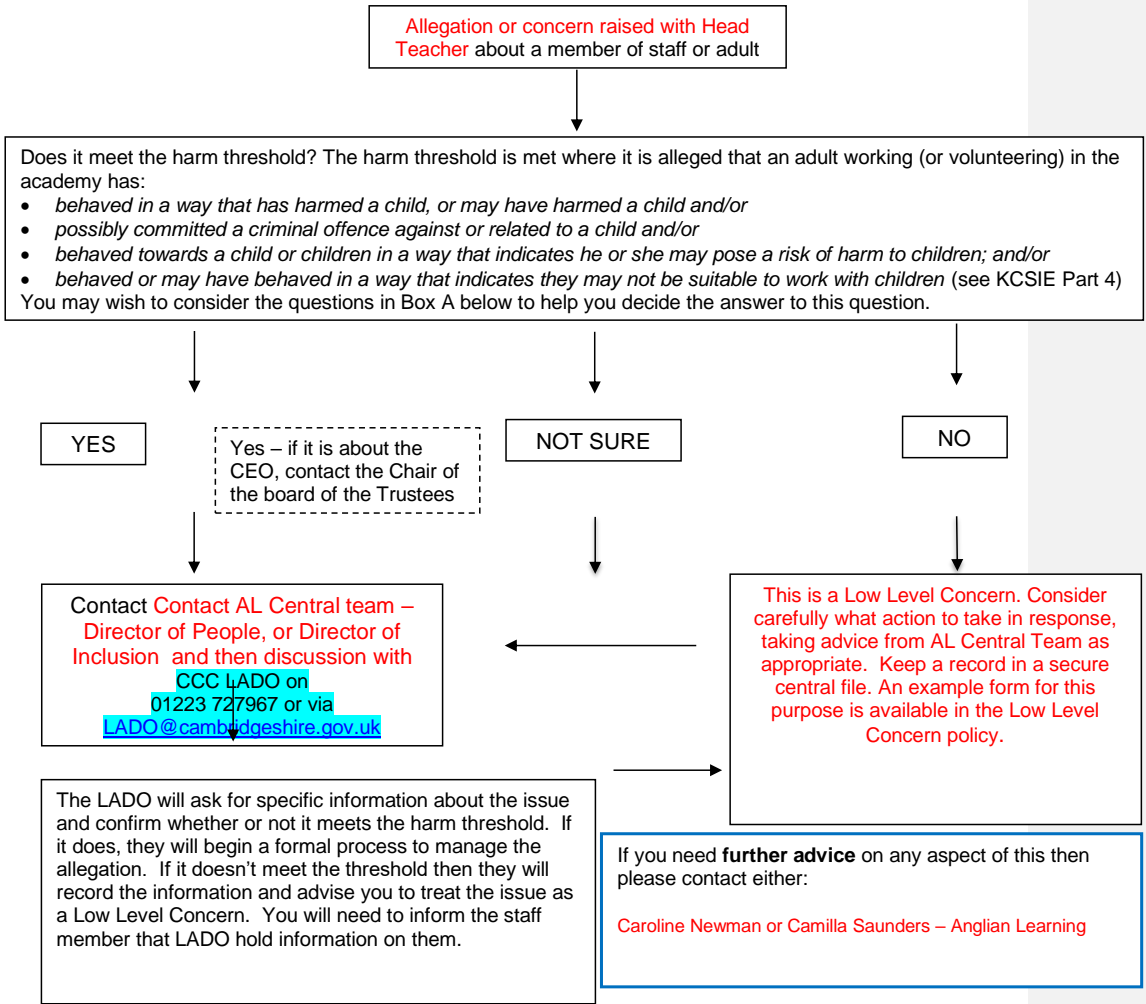 Allegation or concern raised with Head
Teacher about a member of staff or adult
Does it meet the harm threshold? The harm threshold is met where it is alleged that an adult working (or volunteering) in the
academy has:
• behaved in a way that has harmed a child, or may have harmed a child and/or
• possibly committed a criminal offence against or related to a child and/or
• behaved towards a child or children in a way that indicates he or she may pose a risk of harm to children; and/or
• behaved or may have behaved in a way that indicates they may not be suitable to work with children (see KCSIE Part 4)
You may wish to consider the questions in Box A below to help you decide the answer to this question.
YES
Yes – if it is about the
CEO, contact the Chair of
the board of the Trustees
NOT SURE
NO
Contact Contact AL Central team –
Director of People, or Director of
Inclusion and then discussion with
CCC LADO on
01223 727967 or via
LADO@cambridgeshire.gov.uk
This is a Low Level Concern. Consider
carefully what action to take in response,
taking advice from AL Central Team as
appropriate. Keep a record in a secure
central file. An example form for this
purpose is available in the Low Level
Concern policy.
The LADO will ask for specific information about the issue
and confirm whether or not it meets the harm threshold. If
it does, they will begin a formal process to manage the
allegation. If it doesn't meet the threshold then they will
record the information and advise you to treat the issue as
a Low Level Concern. You will need to inform the staff
member that LADO hold information on them.
If you need further advice on any aspect of this then
please contact either:
Caroline Newman or Camilla Saunders – Anglian Learning